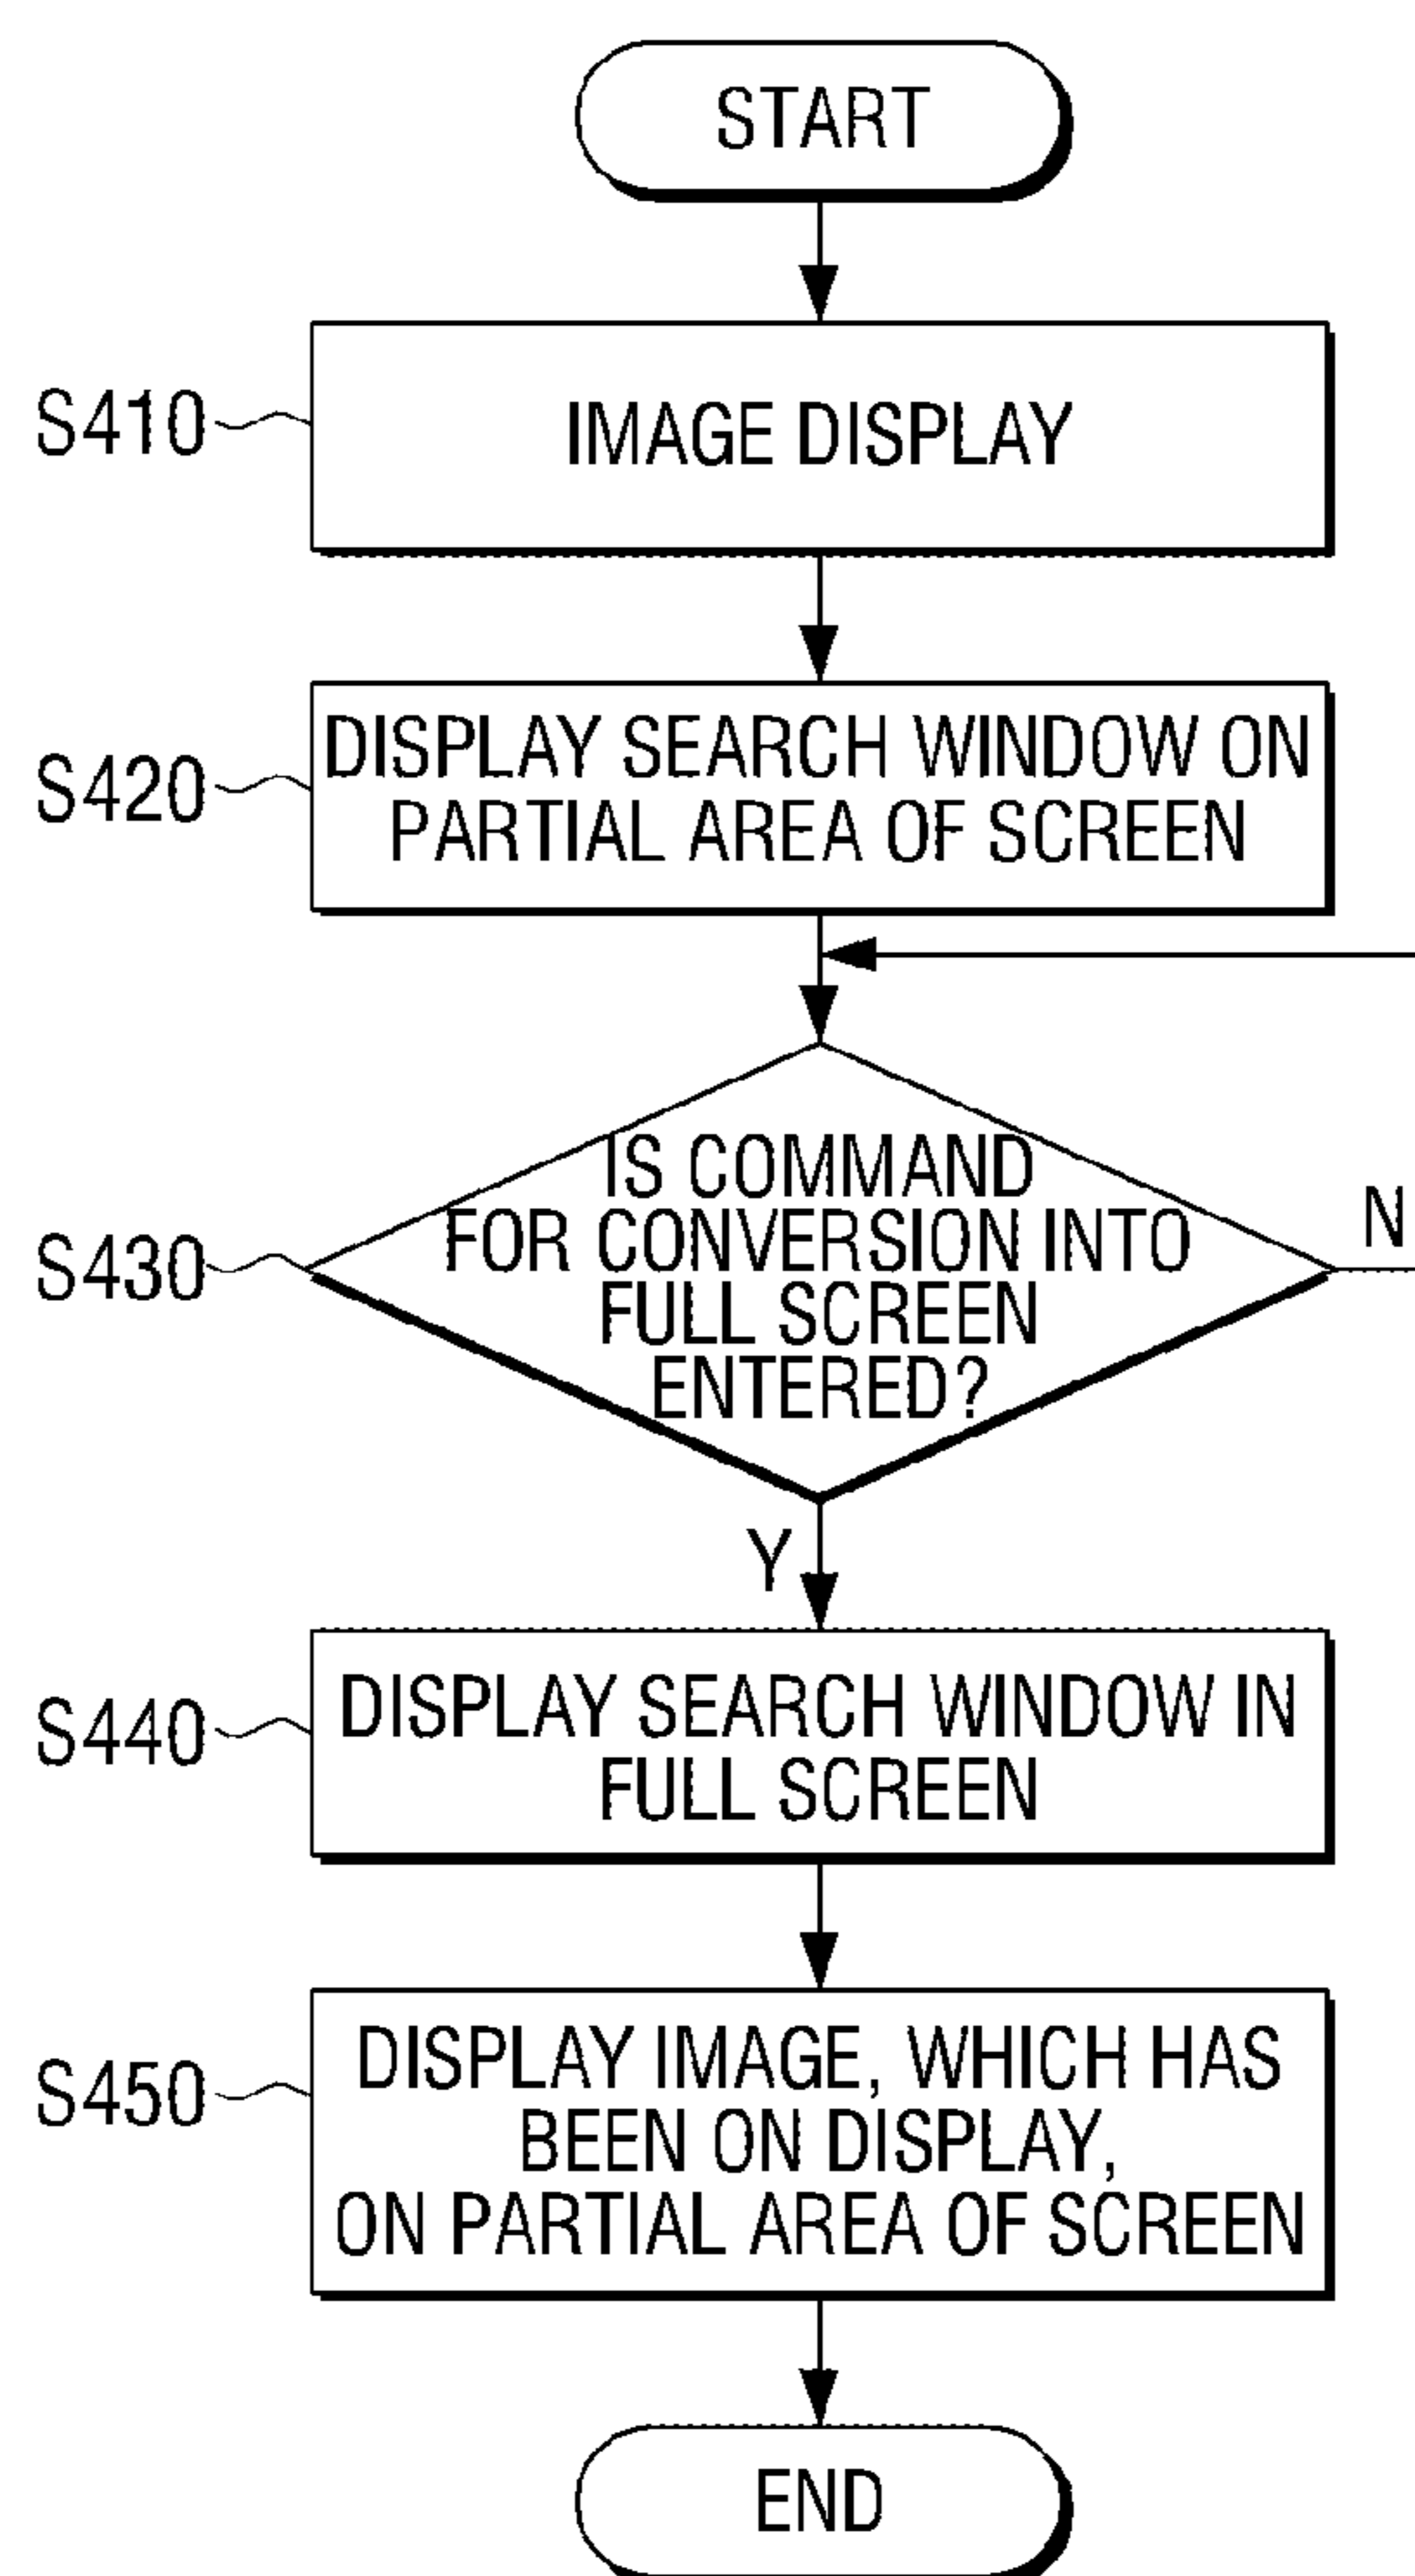 START
S410
IMAGE DISPLAY
S420
DISPLAY SEARCH WINDOW ON
PARTIAL AREA OF SCREEN
S430
IS COMMAND
FOR CONVERSION INTO
FULL SCREEN
ENTERED?
N
Y
S440
DISPLAY SEARCH WINDOW IN
FULL SCREEN
S450
DISPLAY IMAGE, WHICH HAS
BEEN ON DISPLAY,
ON PARTIAL AREA OF SCREEN
END